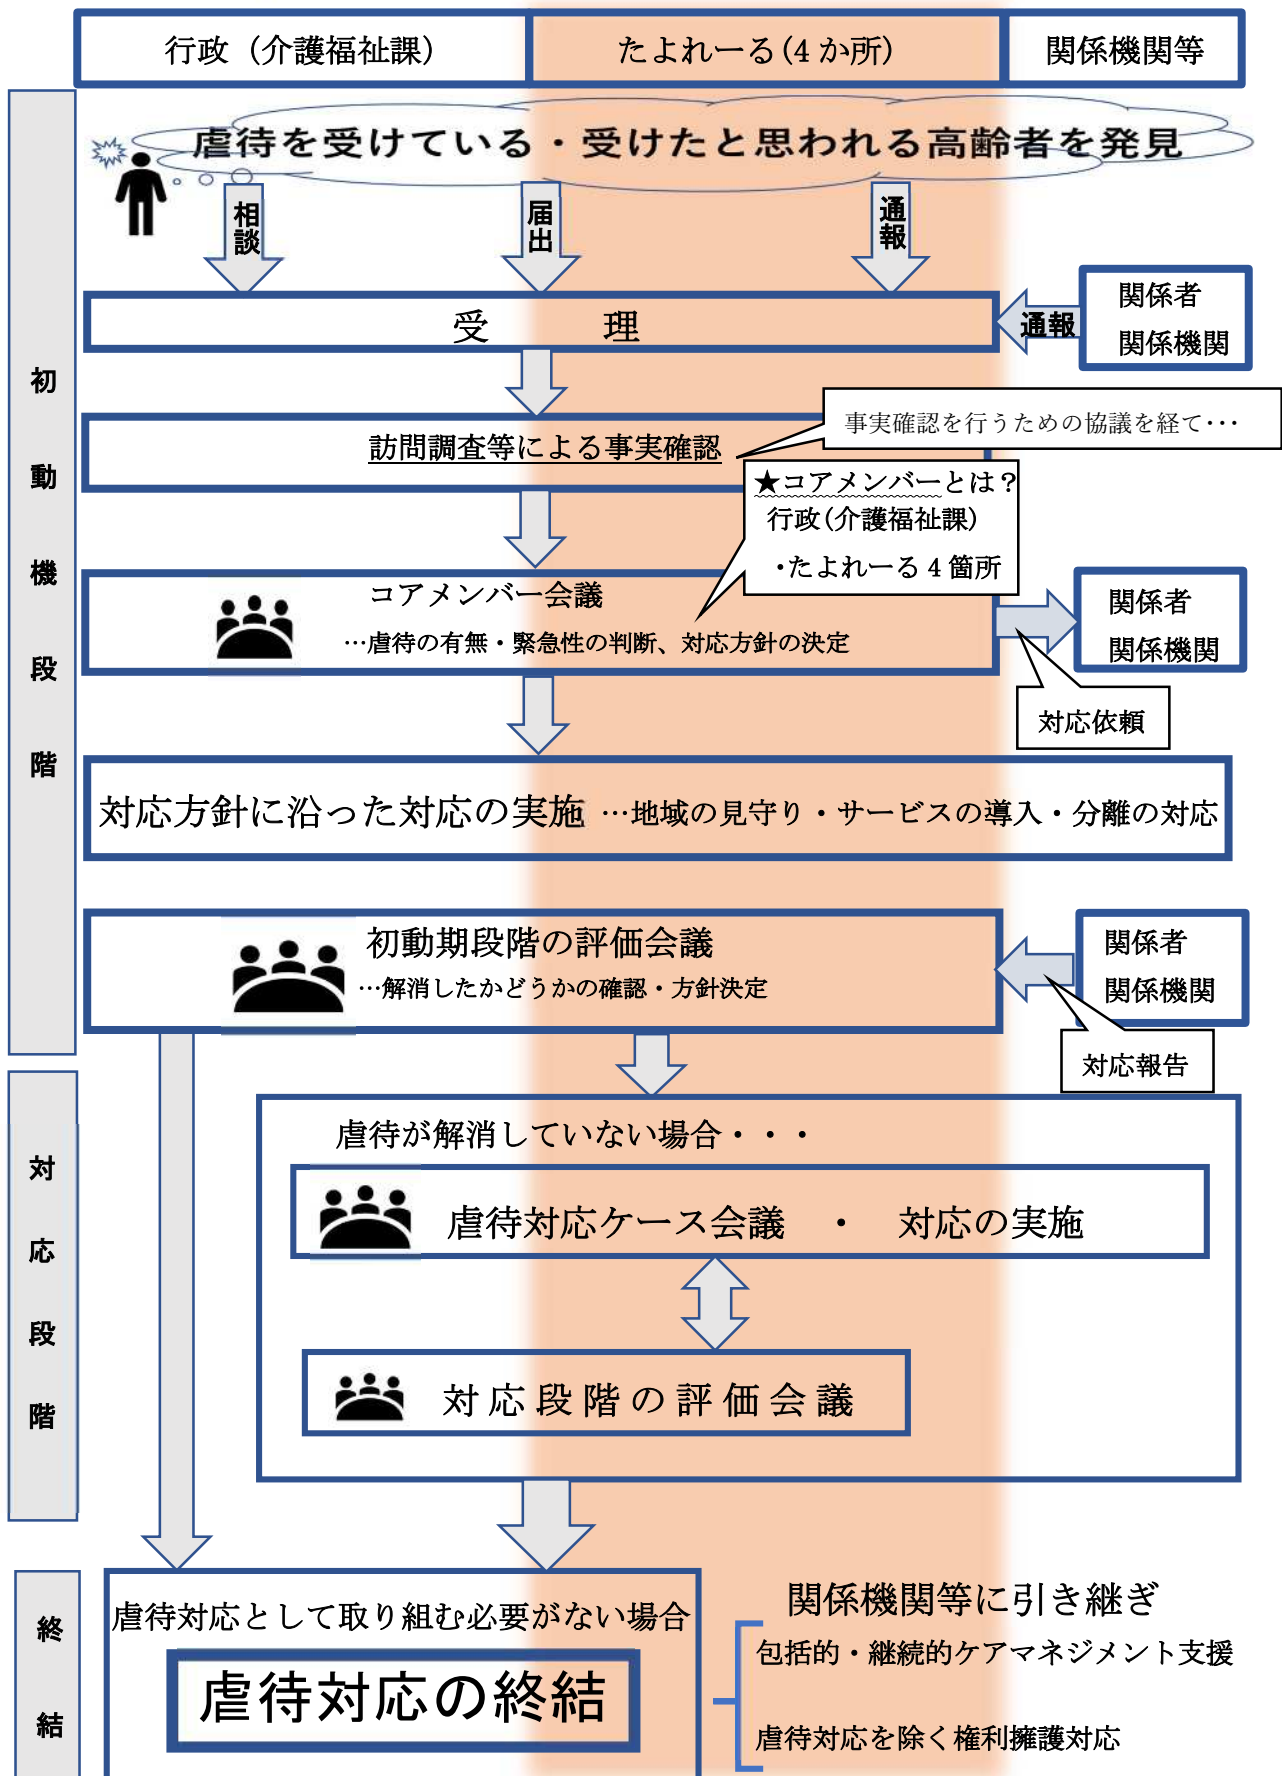 行政（介護福祉課）
たよれーる(4か所)
関係機関等
虐待を受けている・受けたと思われる高齢者を発見
相談
届出
通報
初動機段階
受　理
通報
関係者
関係機関
訪問調査等による事実確認
事実確認を行うための協議を経て･･･
★コアメンバーとは？
行政(介護福祉課)
・たよれーる4箇所
コアメンバー会議
…虐待の有無・緊急性の判断、対応方針の決定
関係者
関係機関
対応依頼
対応方針に沿った対応の実施 …地域の見守り・サービスの導入・分離の対応
初動期段階の評価会議
…解消したかどうかの確認・方針決定
関係者
関係機関
対応報告
対応段階
虐待が解消していない場合・・・
虐待対応ケース会議　・　対応の実施
対応段階の評価会議
終結
虐待対応として取り組む必要がない場合
虐待対応の終結
関係機関等に引き継ぎ
包括的・継続的ケアマネジメント支援
虐待対応を除く権利擁護対応